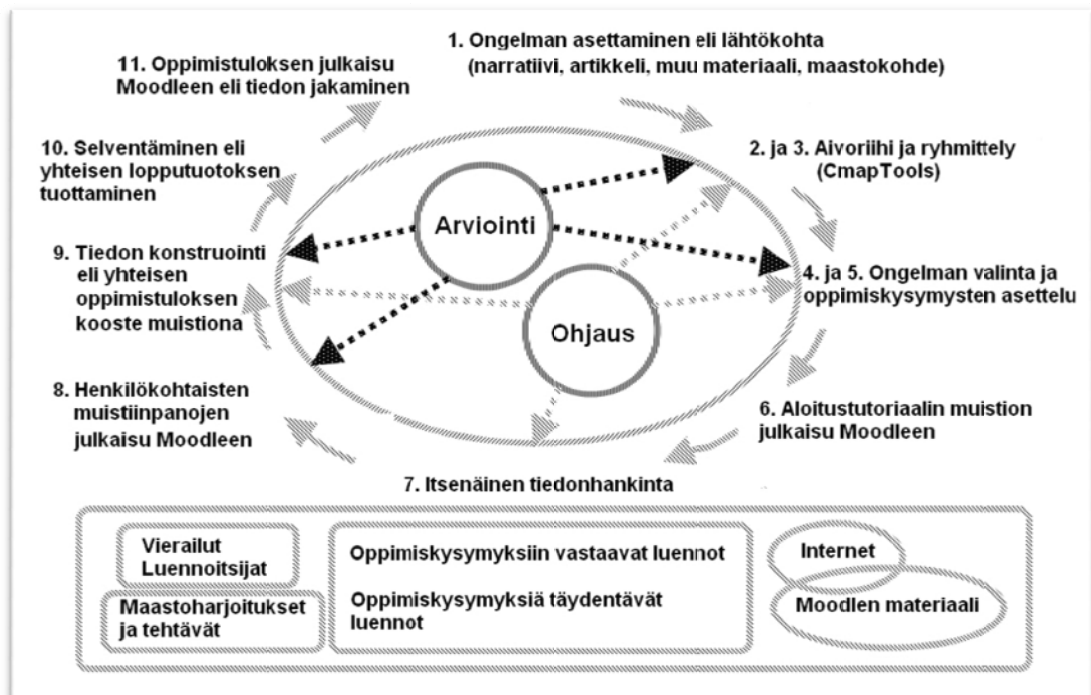 1. Ongelman asettaminen eli lähtökohta
(narratiivi, artikkeli, muu materiaali, maastokohde)
2. ja 3. Aivoriihi ja ryhmittely
(CmapTools)
4. ja 5. Ongelman valinta ja
oppimiskysymysten asettelu
6. Aloitustutoriaalin muistion
julkaisu Moodleen
7. Itsenäinen tiedonhankinta
8. Henkilökohtaisten
muistiinpanojen
julkaisu Moodleen
9. Tiedon konstruointi
eli yhteisen
oppimistuloksen
kooste muistiona
10. Selventäminen eli
yhteisen lopputuotoksen
tuottaminen
11. Oppimistuloksen julkaisu
Moodleen eli tiedon jakaminen
Arviointi
Ohjaus
Vierailut
Luennoitsijat
Maastoharjoitukset
ja tehtävät
Oppimiskysymyksiin vastaavat luennot
Oppimiskysymyksiä täydentävät
luennot
Internet
Moodlen materiaali